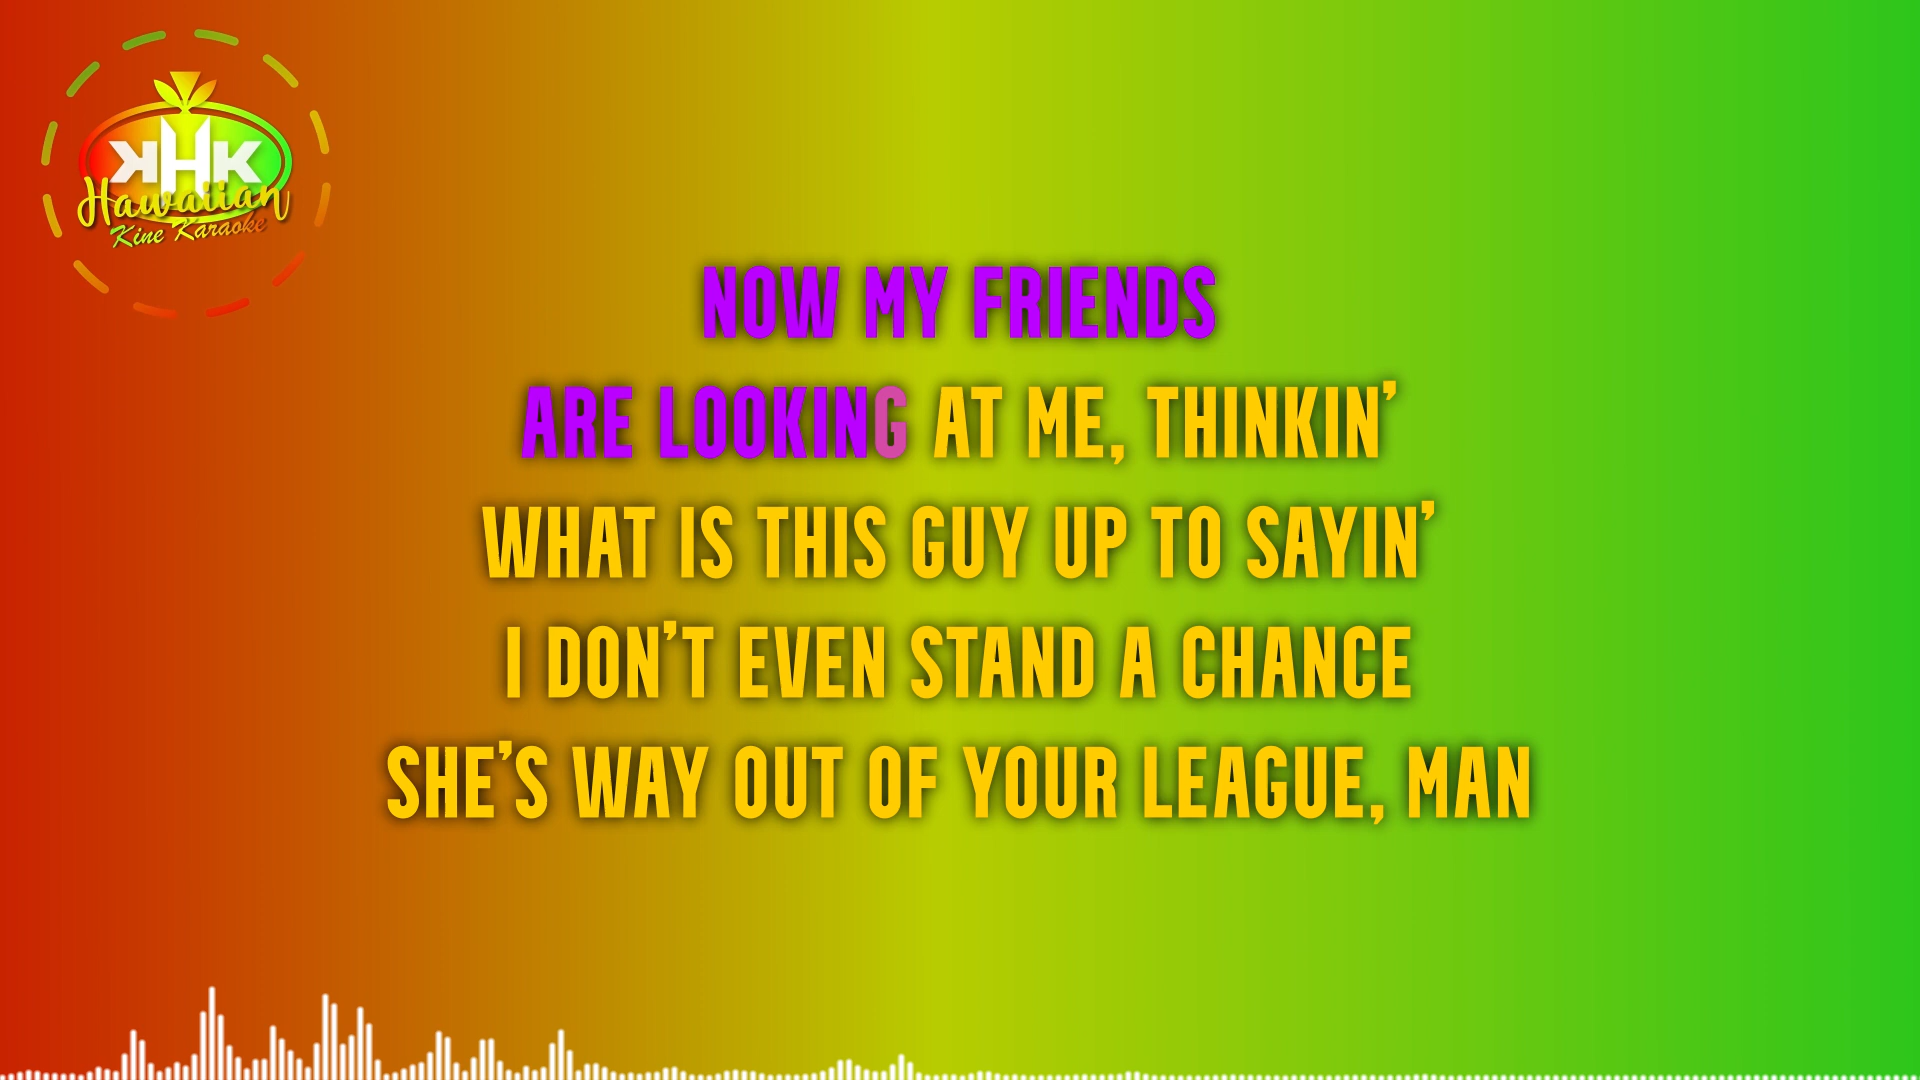 KHK
Hawaiian
Kine Karaoke
NOW MY FRIENDS
ARE LOOKING AT ME, THINKIN'
WHAT IS THIS GUY UP TO SAYIN'
I DON'T EVEN STAND A CHANCE
SHE'S WAY OUT OF YOUR LEAGUE, MAN